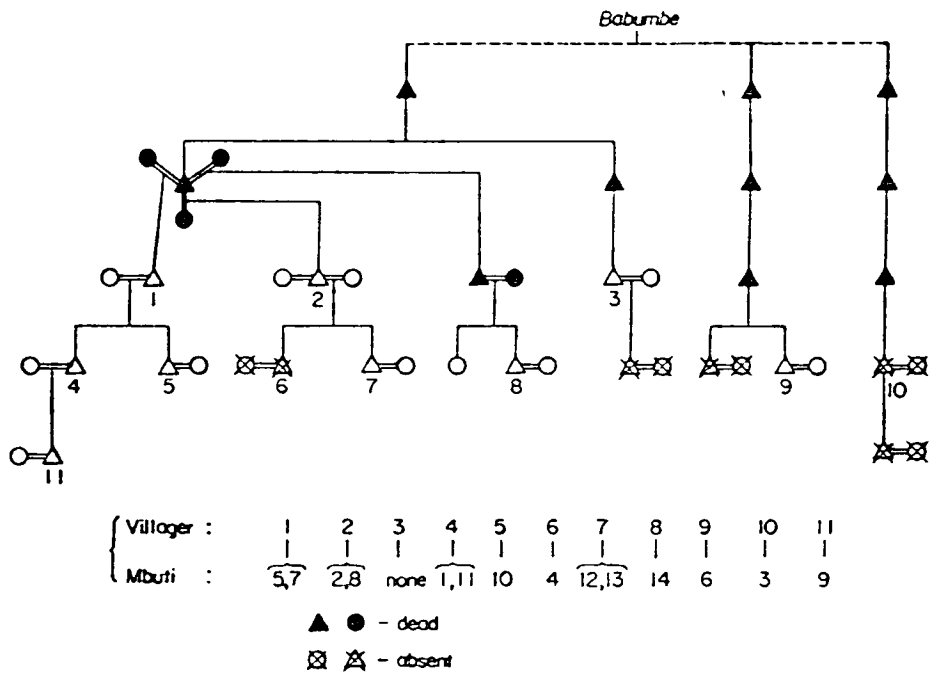 Babumbe
1 2 3
4 5 6 7 8 9 10
11
Villager : 1 2 3 4 5 6 7 8 9 10 11
Mbuti : 5,7 2,8 none 1,11 10 4 12,13 14 6 3 9
- dead
- absent